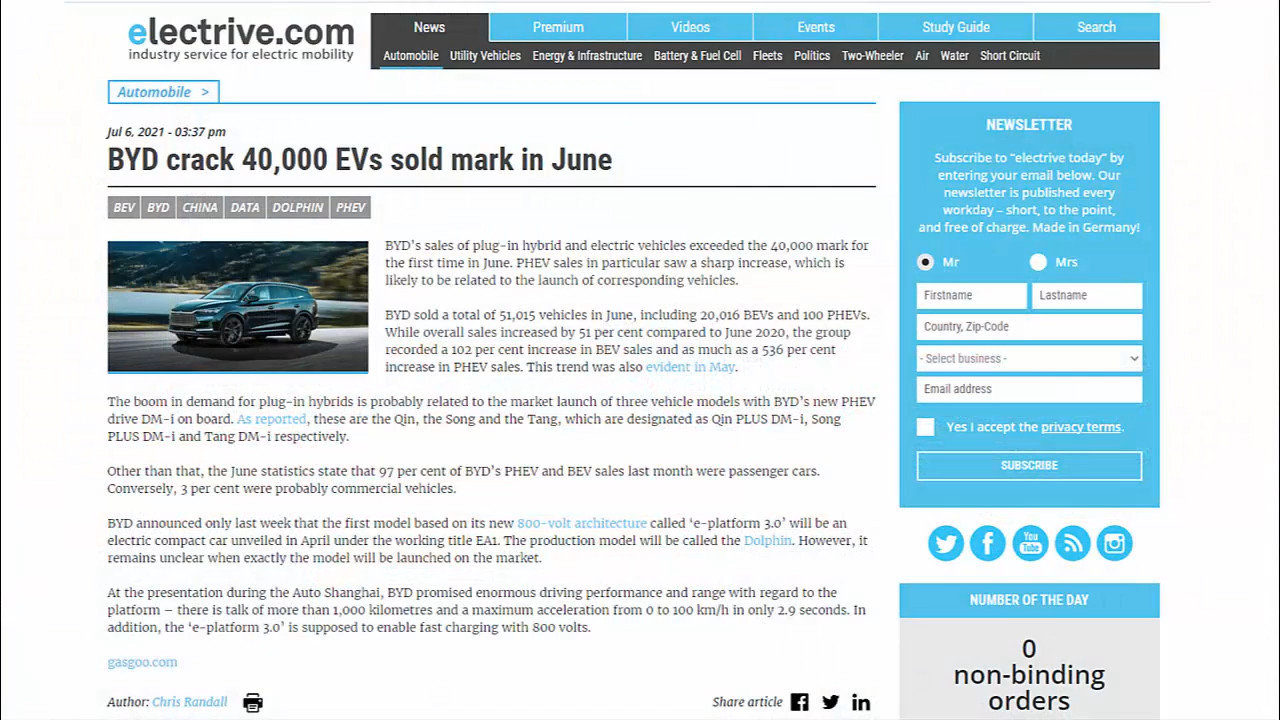 electrive.com
industry service for electric mobility
News Premium Videos Events Study Guide Search
Automobile Utility Vehicles Energy & Infrastructure Battery & Fuel Cell Fleets Politics Two-Wheeler Air Water Short Circuit
Automobile >
Jul 6, 2021 - 03:37 pm
BYD crack 40,000 EVs sold mark in June
BEV BYD CHINA DATA DOLPHIN PHEV
BYD's sales of plug-in hybrid and electric vehicles exceeded the 40,000 mark for
the first time in June. PHEV sales in particular saw a sharp increase, which is
likely to be related to the launch of corresponding vehicles.
BYD sold a total of 51,015 vehicles in June, including 20,016 BEVs and 100 PHEVs.
While overall sales increased by 51 per cent compared to June 2020, the group
recorded a 102 per cent increase in BEV sales and as much as a 536 per cent
increase in PHEV sales. This trend was also evident in May.
The boom in demand for plug-in hybrids is probably related to the market launch of three vehicle models with BYD's new PHEV
drive DM-i on board. As reported, these are the Qin, the Song and the Tang, which are designated as Qin PLUS DM-i, Song
PLUS DM-i and Tang DM-i respectively.
Other than that, the June statistics state that 97 per cent of BYD's PHEV and BEV sales last month were passenger cars.
Conversely, 3 per cent were probably commercial vehicles.
BYD announced only last week that the first model based on its new 800-volt architecture called 'e-platform 3.0' will be an
electric compact car unveiled in April under the working title EA1. The production model will be called the Dolphin. However, it
remains unclear when exactly the model will be launched on the market.
At the presentation during the Auto Shanghai, BYD promised enormous driving performance and range with regard to the
platform – there is talk of more than 1,000 kilometres and a maximum acceleration from 0 to 100 km/h in only 2.9 seconds. In
addition, the 'e-platform 3.0' is supposed to enable fast charging with 800 volts.
gasgoo.com
Author: Chris Randall
Share article
NEWSLETTER
Subscribe to "electrive today" by
entering your email below. Our
newsletter is published every
workday – short, to the point,
and free of charge. Made in Germany!
Mr Mrs
Firstname Lastname
Country, Zip-Code
- Select business -
Email address
Yes I accept the privacy terms.
SUBSCRIBE
You Tube
NUMBER OF THE DAY
0
non-binding
orders